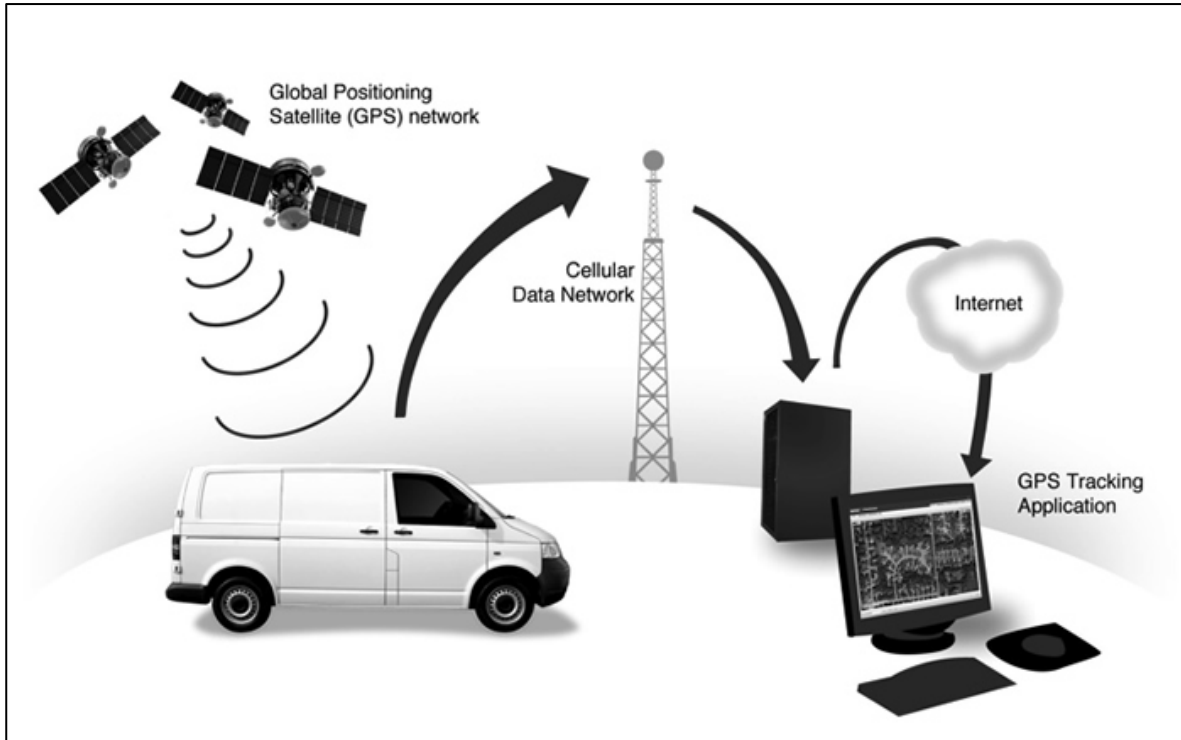 Global Positioning
Satellite (GPS) network
Cellular
Data Network
Internet
GPS Tracking
Application